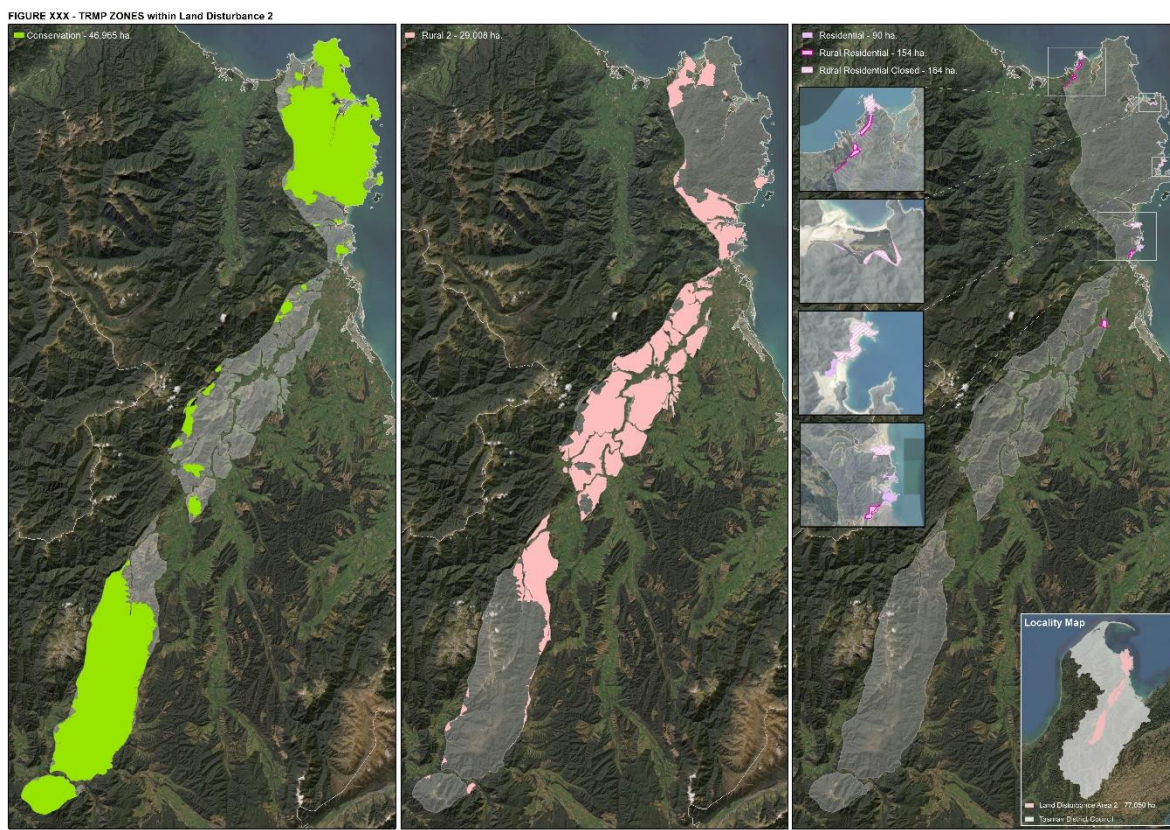 FIGURE XXX - TRMP ZONES within Land Disturbance 2
Conservation - 46,965 ha.
Rural 2 - 29,008 ha.
Residential - 90 ha.
Rural Residential - 154 ha.
Rural Residential Closed - 164 ha.
Locality Map
Land Disturbance Area 2 - 77,050 ha.
Tasman District Council